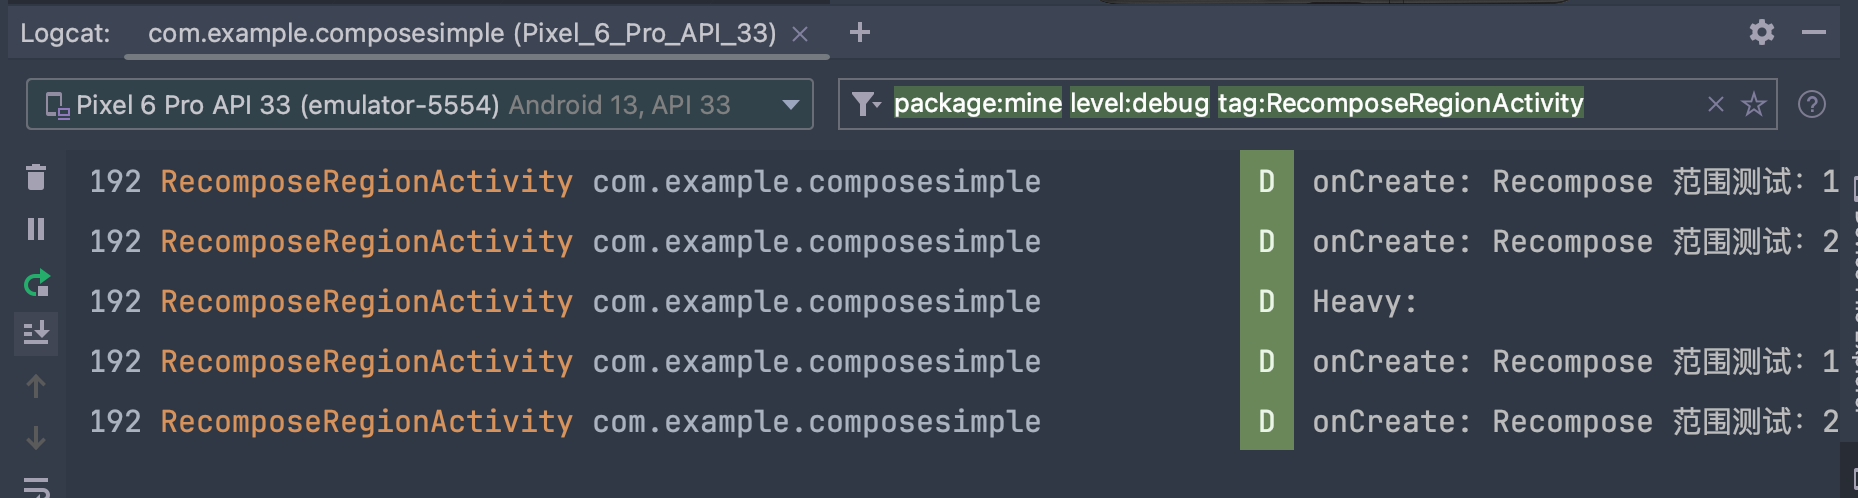 Logcat: com.example.composesimple (Pixel_6_Pro_API_33)
Pixel 6 Pro API 33 (emulator-5554) Android 13, API 33 package:mine level:debug tag:RecomposeRegionActivity
192 RecomposeRegionActivity com.example.composesimple D onCreate: Recompose 范围测试: 1
192 RecomposeRegionActivity com.example.composesimple D onCreate: Recompose 范围测试: 2
192 RecomposeRegionActivity com.example.composesimple D Heavy:
192 RecomposeRegionActivity com.example.composesimple D onCreate: Recompose 范围测试: 1
192 RecomposeRegionActivity com.example.composesimple D onCreate: Recompose 范围测试: 2